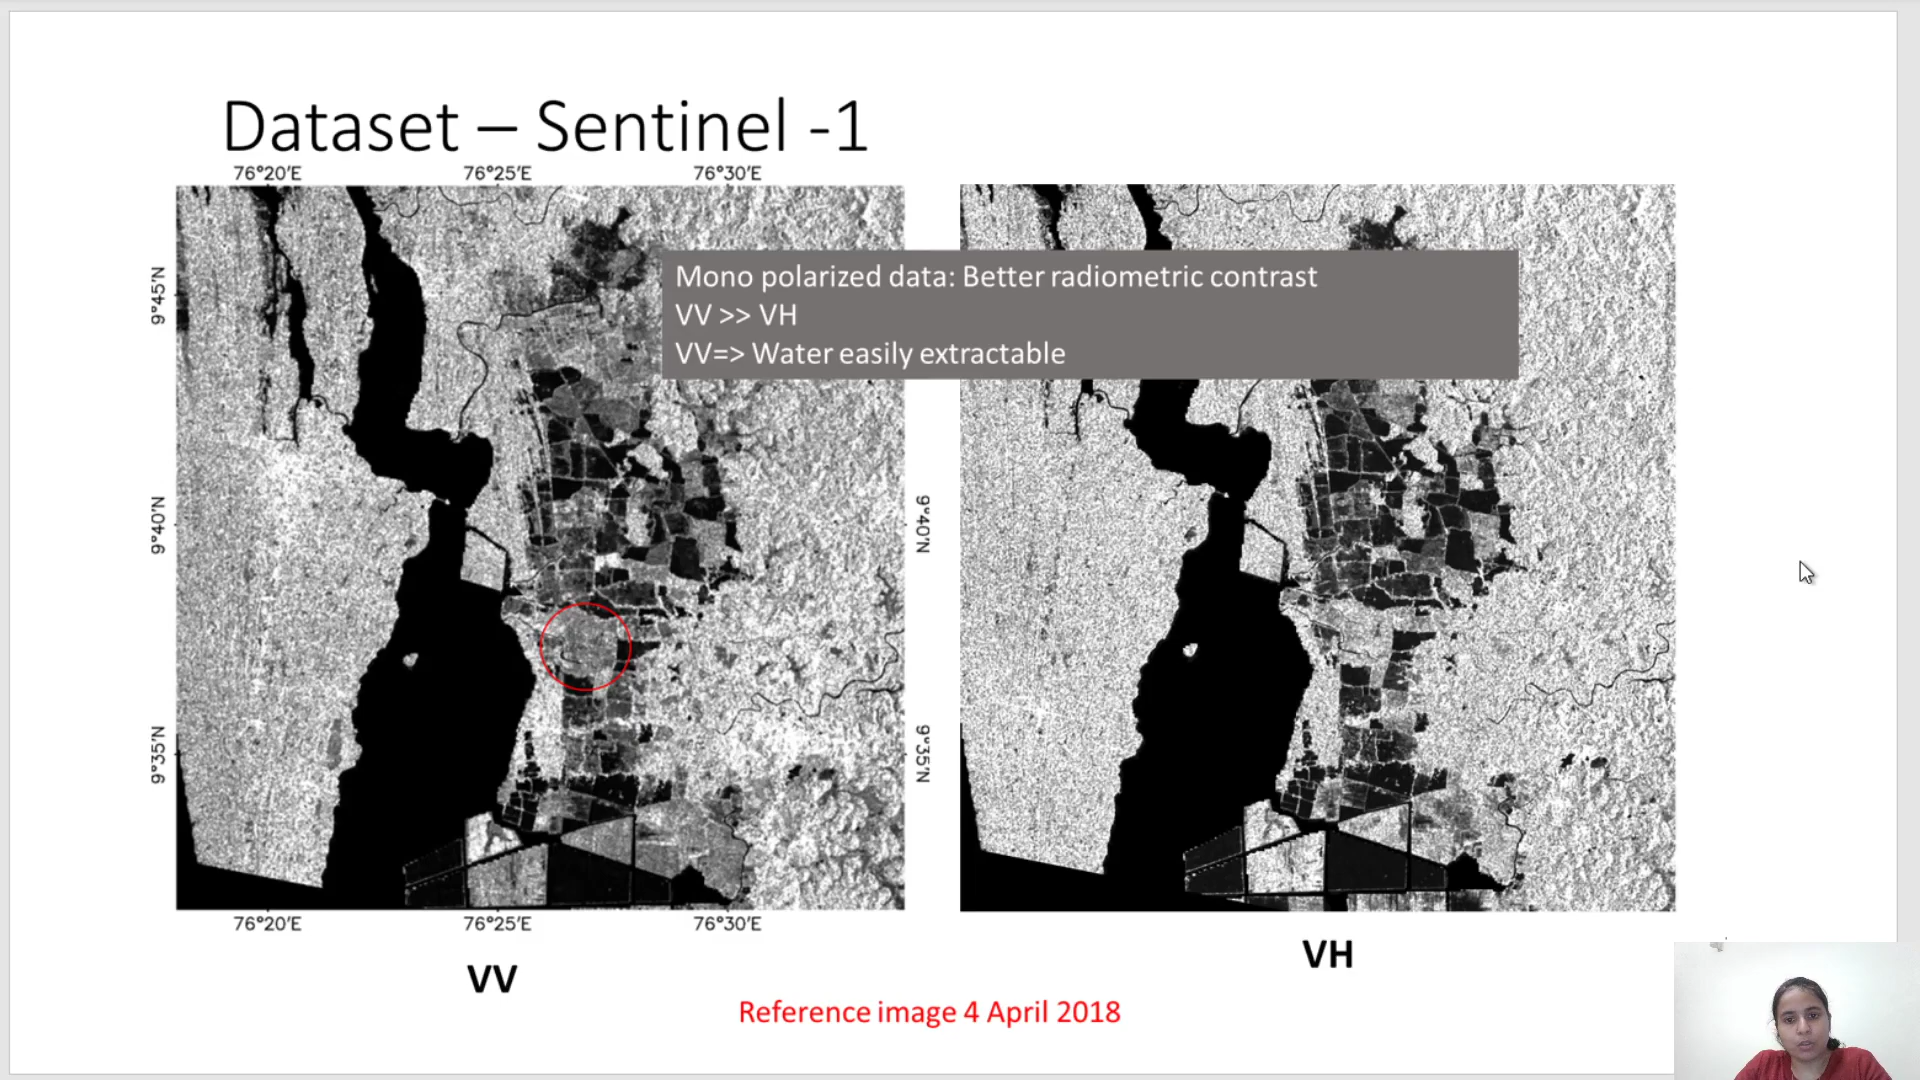 Dataset – Sentinel -1
76°20'E 76°25'E 76°30'E
9°45'N
Mono polarized data: Better radiometric contrast
VV >> VH
VV=> Water easily extractable
9°40'N 9°40'N
9°35'N 9°35'N
76°20'E 76°25'E 76°30'E
VV
VH
Reference image 4 April 2018